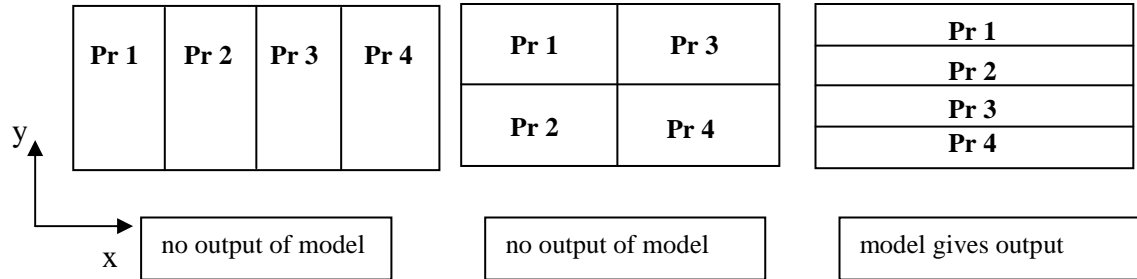 Pr 1 Pr 2 Pr 3 Pr 4
Pr 1 Pr 3
Pr 2 Pr 4
Pr 1
Pr 2
Pr 3
Pr 4
y
x
no output of model
no output of model
model gives output